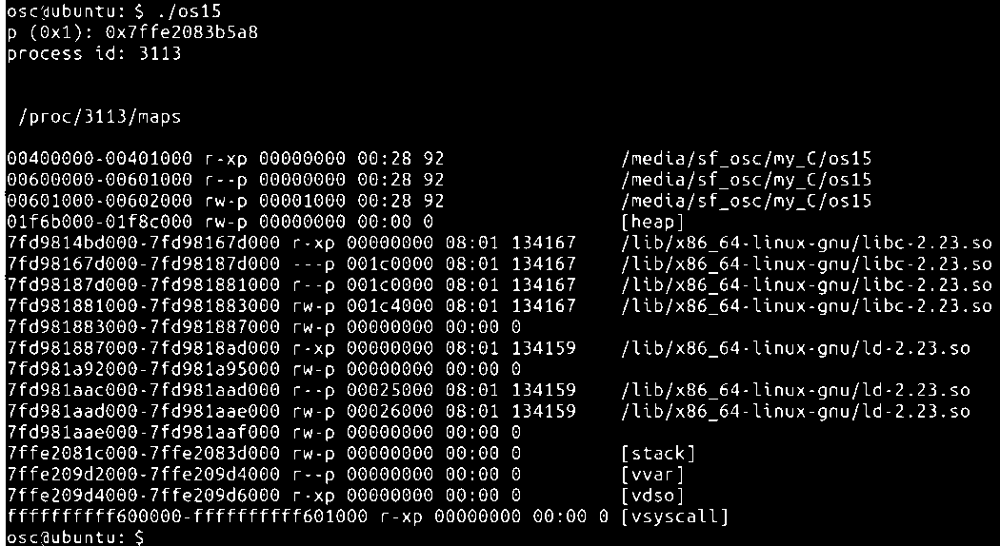 osc@ubuntu: $ ./os15
p (0x1): 0x7ffe2083b5a8
process id: 3113
/proc/3113/maps
00400000-00401000 r-xp 00000000 00:28 92 /media/sf_osc/my_C/os15
00600000-00601000 r--p 00000000 00:28 92 /media/sf_osc/my_C/os15
00601000-00602000 rw-p 00001000 00:28 92 /media/sf_osc/my_C/os15
01f6b000-01f8c000 rw-p 00000000 00:00 0 [heap]
7fd9814bd000-7fd98167d000 r-xp 00000000 08:01 134167 /lib/x86_64-linux-gnu/libc-2.23.so
7fd98167d000-7fd98187d000 ---p 001c0000 08:01 134167 /lib/x86_64-linux-gnu/libc-2.23.so
7fd98187d000-7fd981881000 r--p 001c0000 08:01 134167 /lib/x86_64-linux-gnu/libc-2.23.so
7fd981881000-7fd981883000 rw-p 001c4000 08:01 134167 /lib/x86_64-linux-gnu/libc-2.23.so
7fd981883000-7fd981887000 rw-p 00000000 00:00 0
7fd981887000-7fd9818ad000 r-xp 00000000 08:01 134159 /lib/x86_64-linux-gnu/ld-2.23.so
7fd981a92000-7fd981a95000 rw-p 00000000 00:00 0
7fd981aac000-7fd981aad000 r--p 00025000 08:01 134159 /lib/x86_64-linux-gnu/ld-2.23.so
7fd981aad000-7fd981aae000 rw-p 00026000 08:01 134159 /lib/x86_64-linux-gnu/ld-2.23.so
7fd981aae000-7fd981aaf000 rw-p 00000000 00:00 0
7ffe2081c000-7ffe2083d000 rw-p 00000000 00:00 0 [stack]
7ffe209d2000-7ffe209d4000 r--p 00000000 00:00 0 [vvar]
7ffe209d4000-7ffe209d6000 r-xp 00000000 00:00 0 [vdso]
ffffffffff600000-ffffffffff601000 r-xp 00000000 00:00 0 [vsyscall]
osc@ubuntu: $